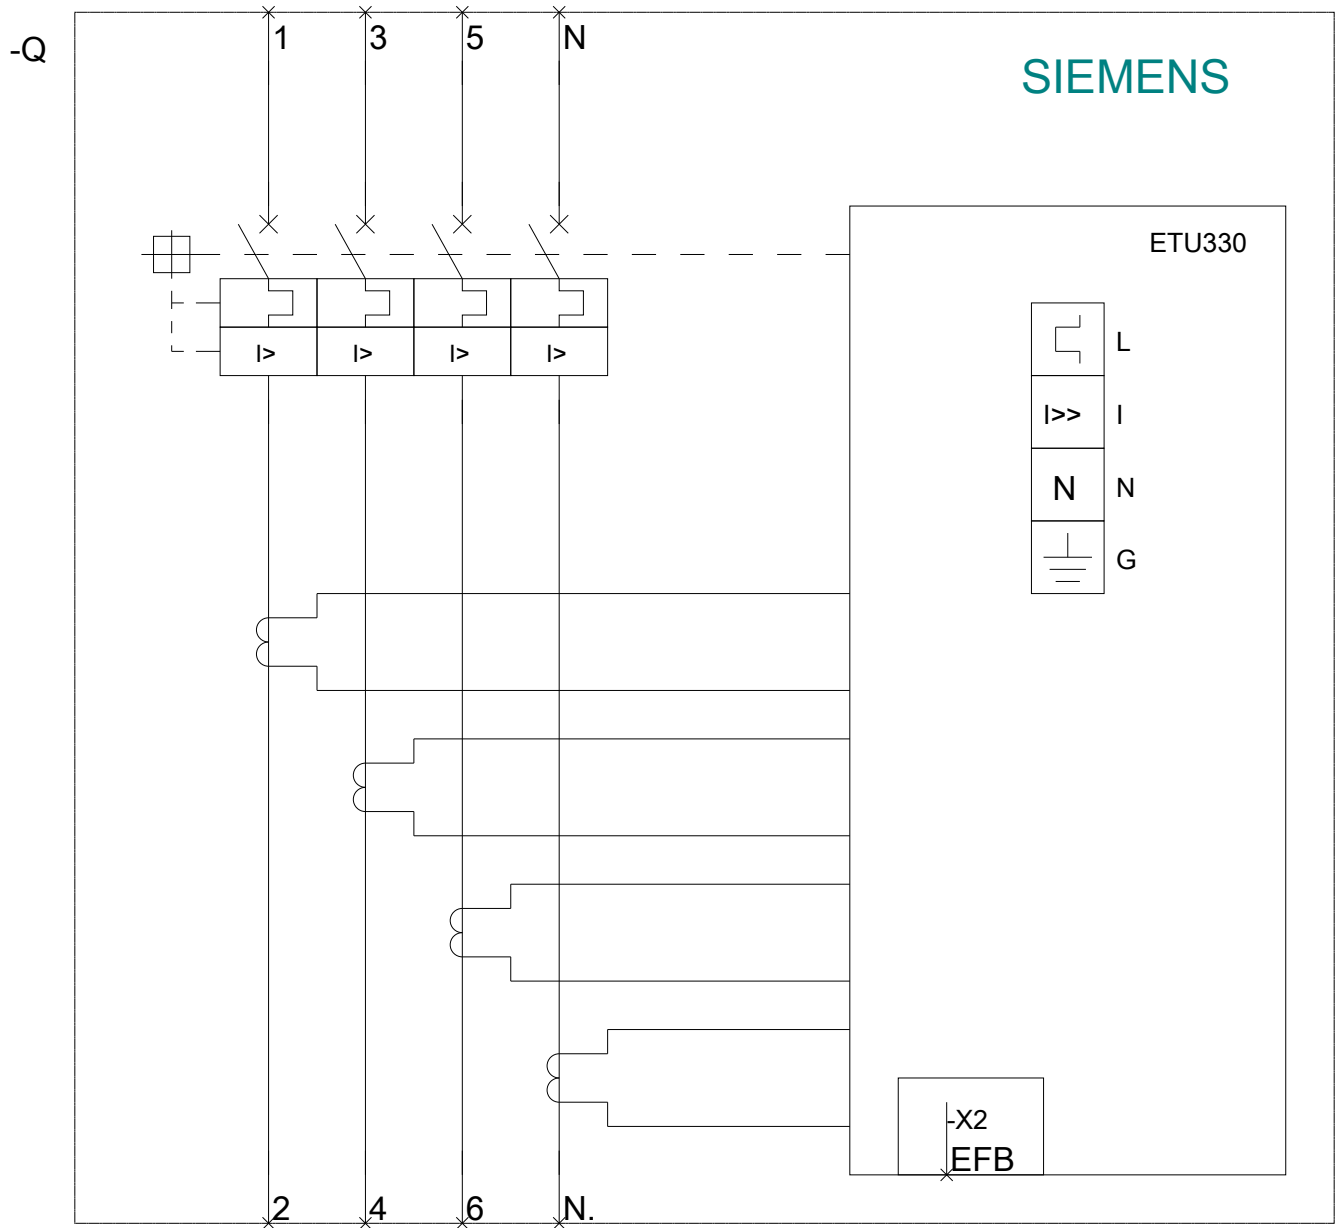 1 3 5 N
-Q
SIEMENS
ETU330
L
I> I> I> I>
I>> I
N N
G
-X2
EFB
2 4 6 N.